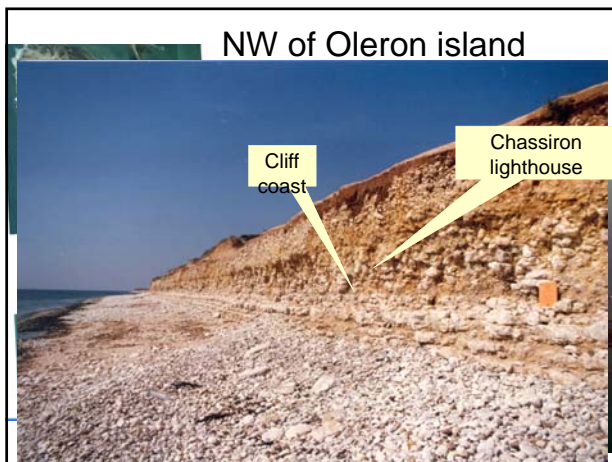 NW of Oleron island
Cliff
coast
Chassiron
lighthouse